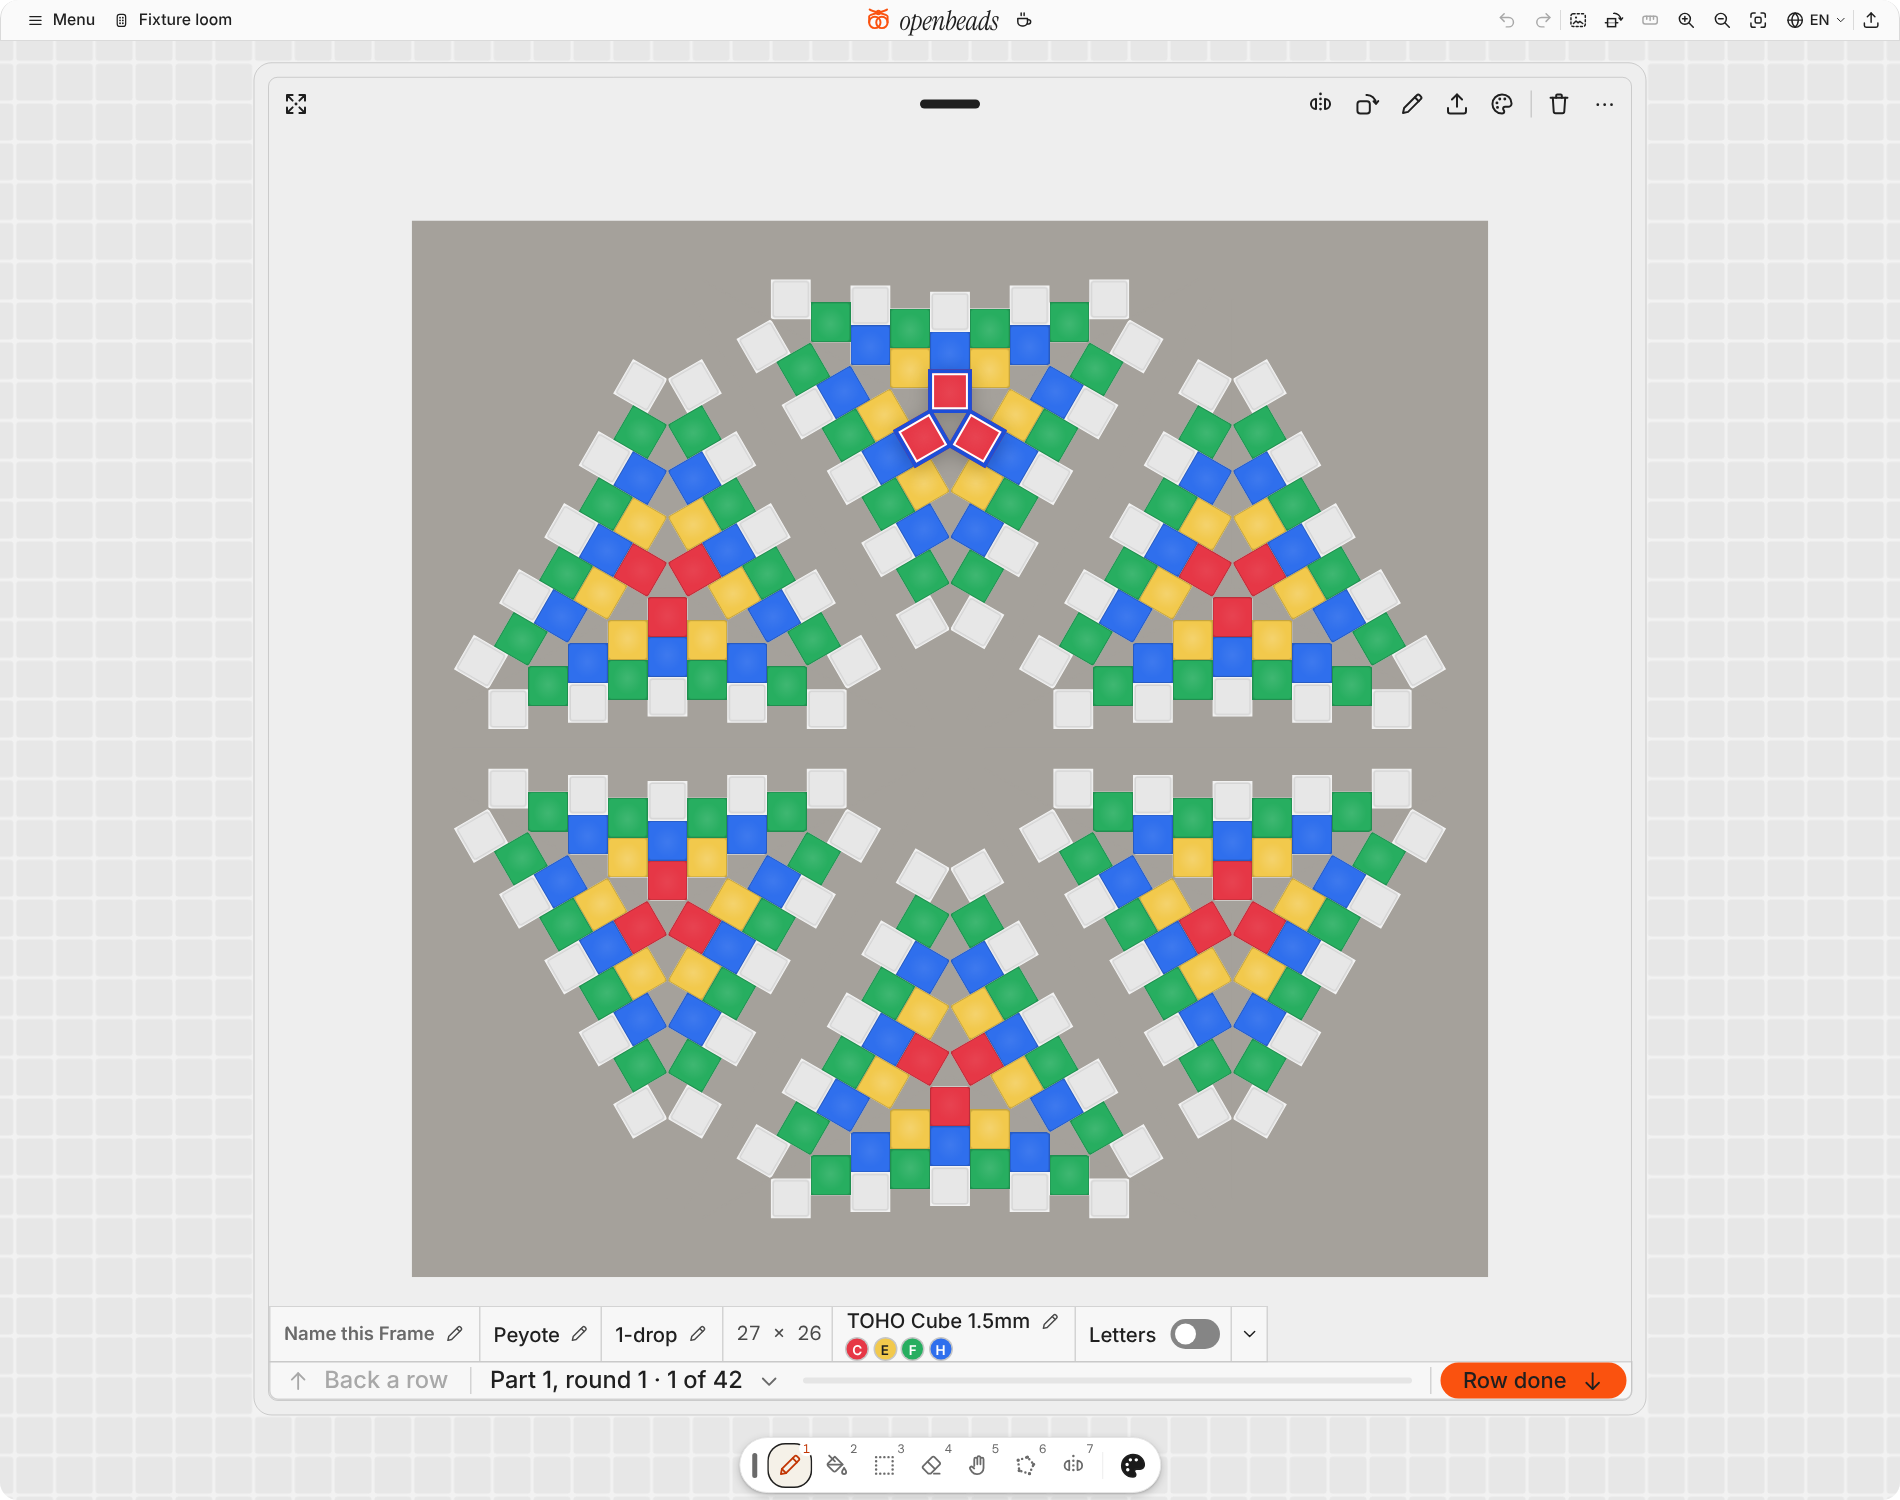 Menu
Fixture loom
openbeads
EN
Name this Frame
Peyote
1-drop
27 × 26
TOHO Cube 1.5mm
C E F H
Letters
Back a row
Part 1, round 1 · 1 of 42
Row done
1 2 3 4 5 6 7